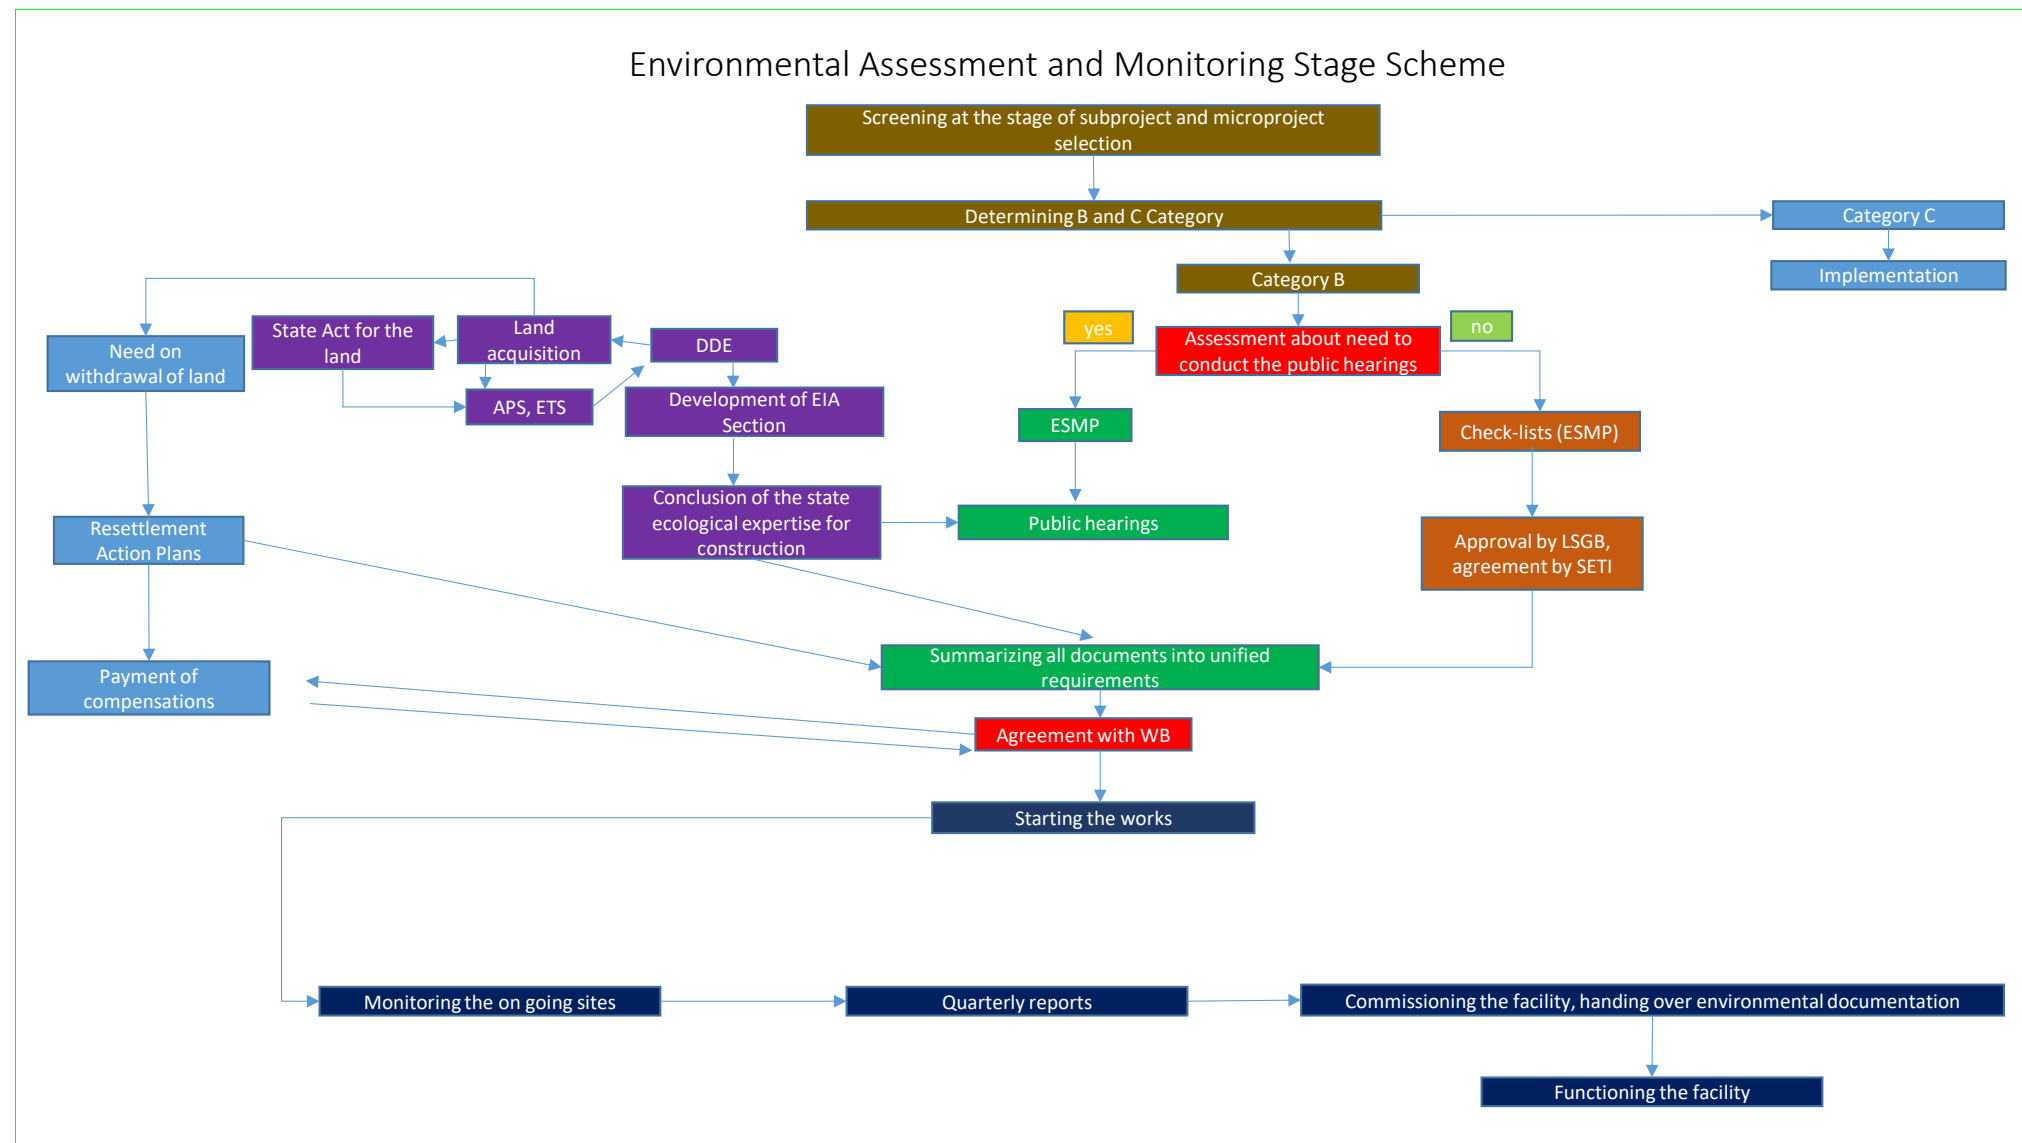 Environmental Assessment and Monitoring Stage Scheme
Screening at the stage of subproject and microproject
selection
Determining B and C Category
Category C
Category B
Implementation
yes
no
Assessment about need to
conduct the public hearings
State Act for the
land
Land
acquisition
DDE
Need on
withdrawal of land
APS, ETS
Development of EIA
Section
ESMP
Check-lists (ESMP)
Conclusion of the state
ecological expertise for
construction
Public hearings
Resettlement
Action Plans
Approval by LSGB,
agreement by SETI
Summarizing all documents into unified
requirements
Payment of
compensations
Agreement with WB
Starting the works
Monitoring the on going sites
Quarterly reports
Commissioning the facility, handing over environmental documentation
Functioning the facility